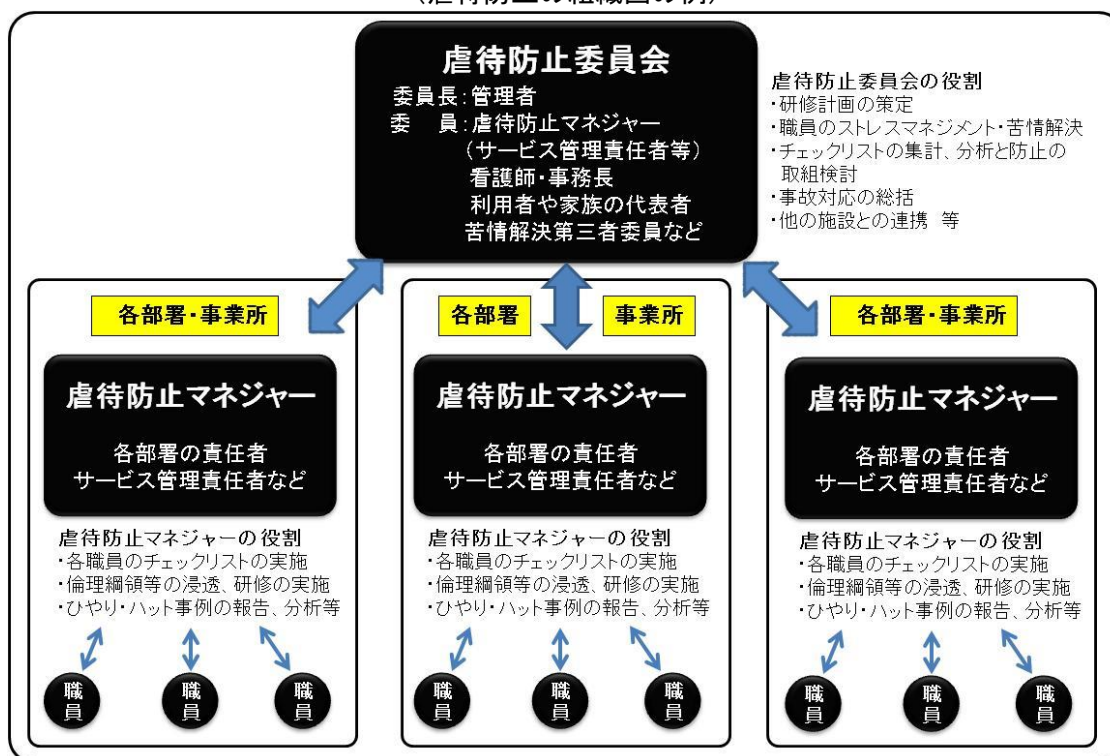 (虐待防止の組織図の例)
虐待防止委員会
委員長:管理者
委　員:虐待防止マネジャー
(サービス管理責任者等)
看護師・事務長
利用者や家族の代表者
苦情解決第三者委員など
虐待防止委員会の役割
・研修計画の策定
・職員のストレスマネジメント・苦情解決
・チェックリストの集計、分析と防止の
取組検討
・事故対応の総括
・他の施設との連携 等
各部署・事業所
虐待防止マネジャー
各部署の責任者
サービス管理責任者など
虐待防止マネジャーの役割
・各職員のチェックリストの実施
・倫理綱領等の浸透、研修の実施
・ひやり・ハット事例の報告、分析等
職員
職員
職員
各部署
事業所
虐待防止マネジャー
各部署の責任者
サービス管理責任者など
虐待防止マネジャーの役割
・各職員のチェックリストの実施
・倫理綱領等の浸透、研修の実施
・ひやり・ハット事例の報告、分析等
職員
職員
職員
各部署・事業所
虐待防止マネジャー
各部署の責任者
サービス管理責任者など
虐待防止マネジャーの役割
・各職員のチェックリストの実施
・倫理綱領等の浸透、研修の実施
・ひやり・ハット事例の報告、分析等
職員
職員
職員